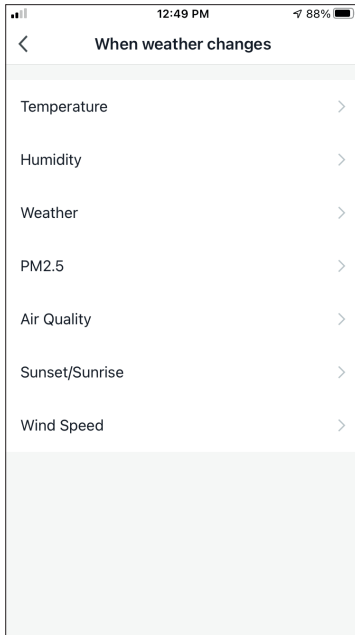 12:49 PM 88%
When weather changes
Temperature
Humidity
Weather
PM2.5
Air Quality
Sunset/Sunrise
Wind Speed